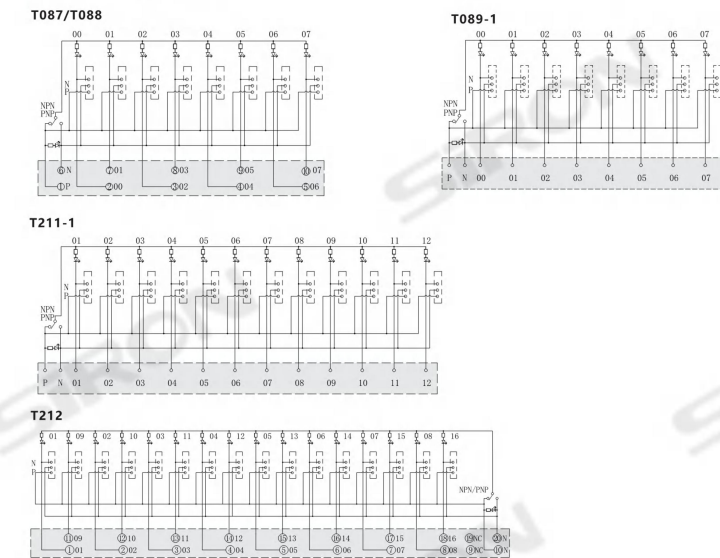 T087/T088
00 01 02 03 04 05 06 07
N
P
NPN
PNP
⑥N ⑦01 ⑧03 ⑨05 ⑩07
①P ②00 ③02 ④04 ⑤06
T089-1
00 01 02 03 04 05 06 07
N
P
NPN
PNP
P N 00 01 02 03 04 05 06 07
T211-1
01 02 03 04 05 06 07 08 09 10 11 12
N
P
NPN
PNP
P N 01 02 03 04 05 06 07 08 09 10 11 12
T212
01 09 02 10 03 11 04 12 05 13 06 14 07 15 08 16
N
P
NPN/PNP
⑪09 ⑫10 ⑬11 ⑭12 ⑮13 ⑯14 ⑰15 ⑱16 ⑲NC ⑳N
①01 ②02 ③03 ④04 ⑤05 ⑥06 ⑦07 ⑧08 ⑨NC ⑩N
SIRON
SIRON
SIRON